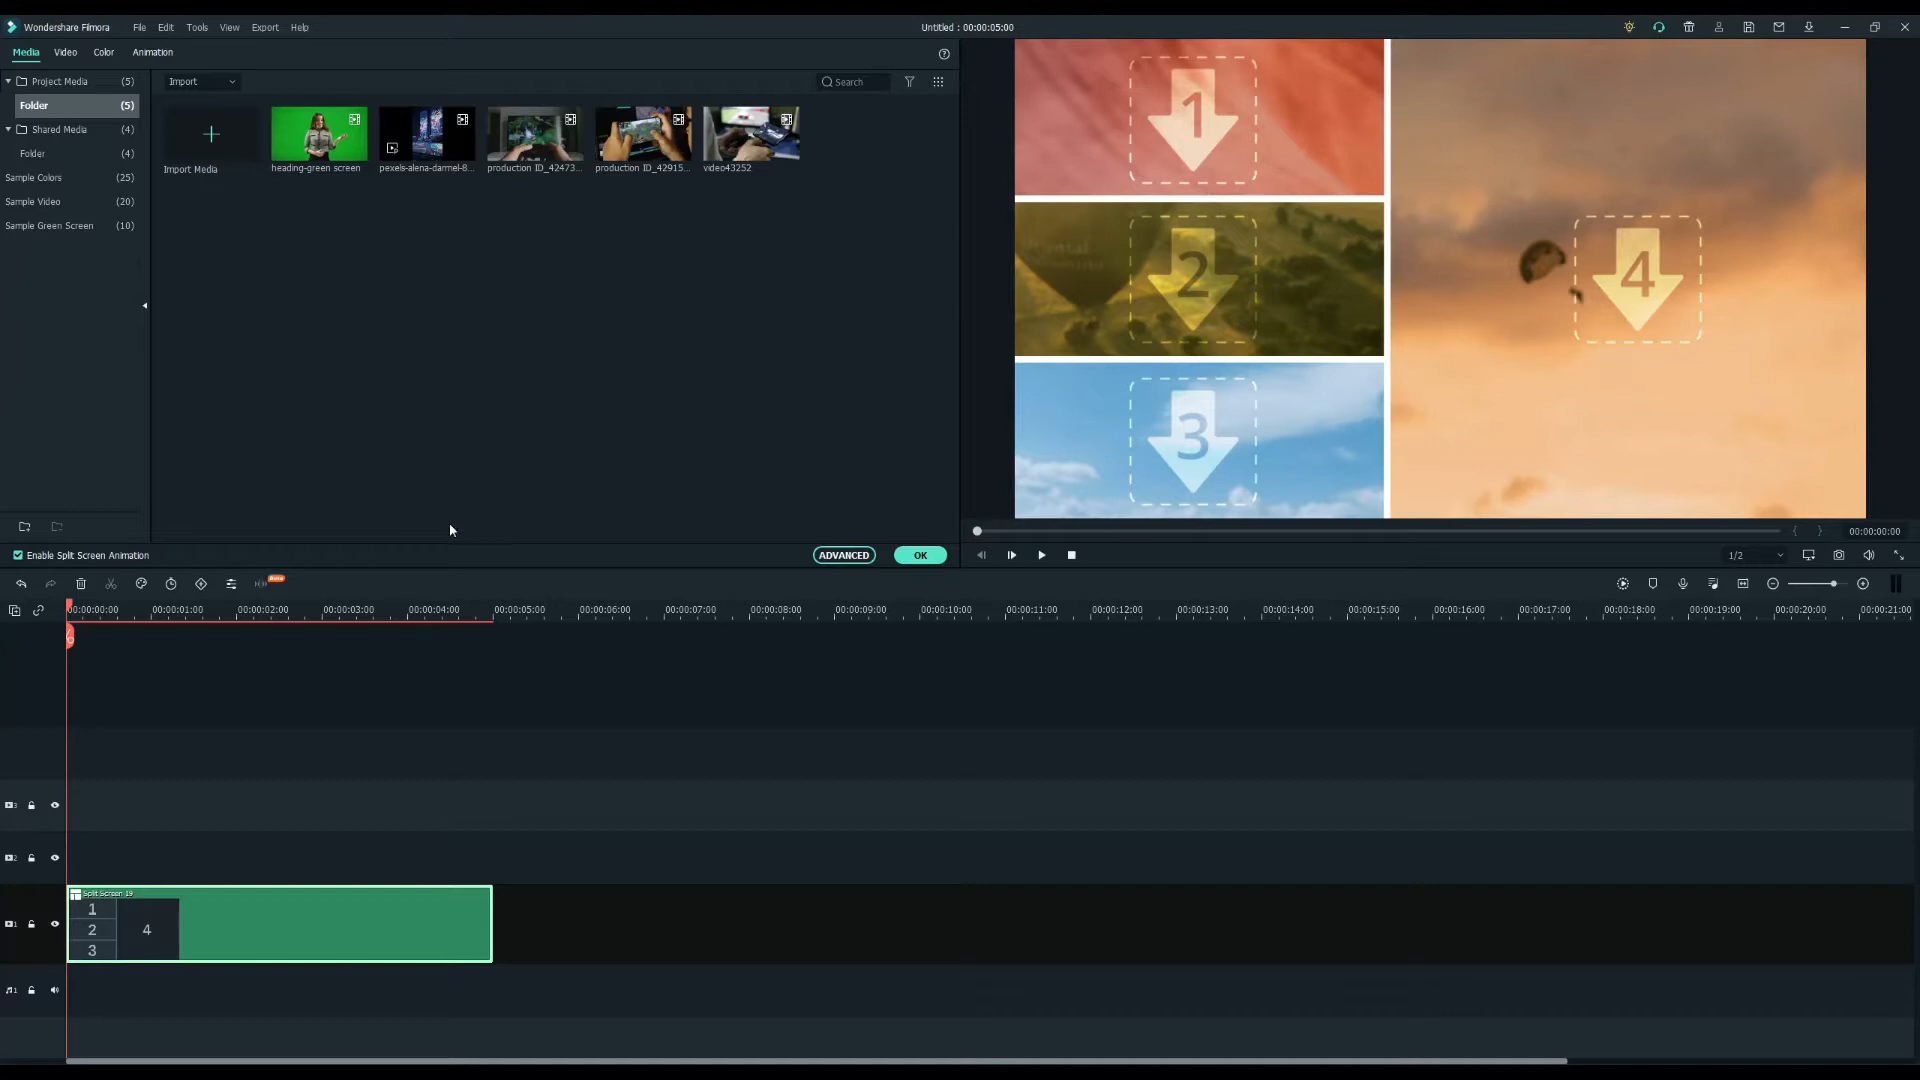 Wondershare Filmora File Edit Tools View Export Help Untitled : 00:00:05:00
Media Video Color Animation
Project Media (5) Import Search
Folder (5)
Shared Media (4)
Folder (4)
Sample Colors (25)
Sample Video (20)
Sample Green Screen (10)
Import Media heading-green screen pexels-alena-darmel-8... production ID_42473... production ID_42915... video43252
1
2
3
4
00:00:00:00
Enable Split Screen Animation ADVANCED OK 1/2
Beta
00:00:00:00 00:00:01:00 00:00:02:00 00:00:03:00 00:00:04:00 00:00:05:00 00:00:06:00 00:00:07:00 00:00:08:00 00:00:09:00 00:00:10:00 00:00:11:00 00:00:12:00 00:00:13:00 00:00:14:00 00:00:15:00 00:00:16:00 00:00:17:00 00:00:18:00 00:00:19:00 00:00:20:00 00:00:21:00
3
2
Split Screen 19
1
1
2
3
4
1